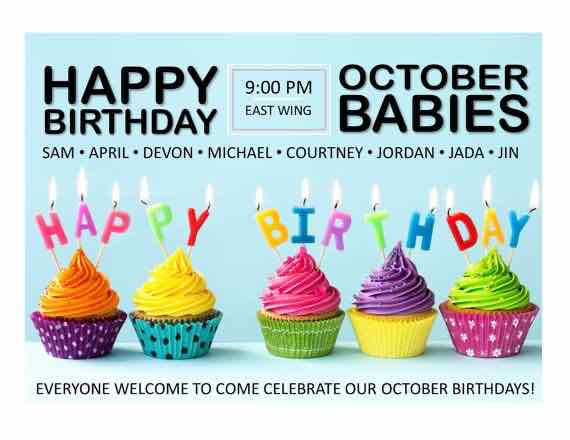 HAPPY
BIRTHDAY
9:00 PM
EAST WING
OCTOBER
BABIES
SAM • APRIL • DEVON • MICHAEL • COURTNEY • JORDAN • JADA • JIN
HAPPY BIRTHDAY
EVERYONE WELCOME TO COME CELEBRATE OUR OCTOBER BIRTHDAYS!